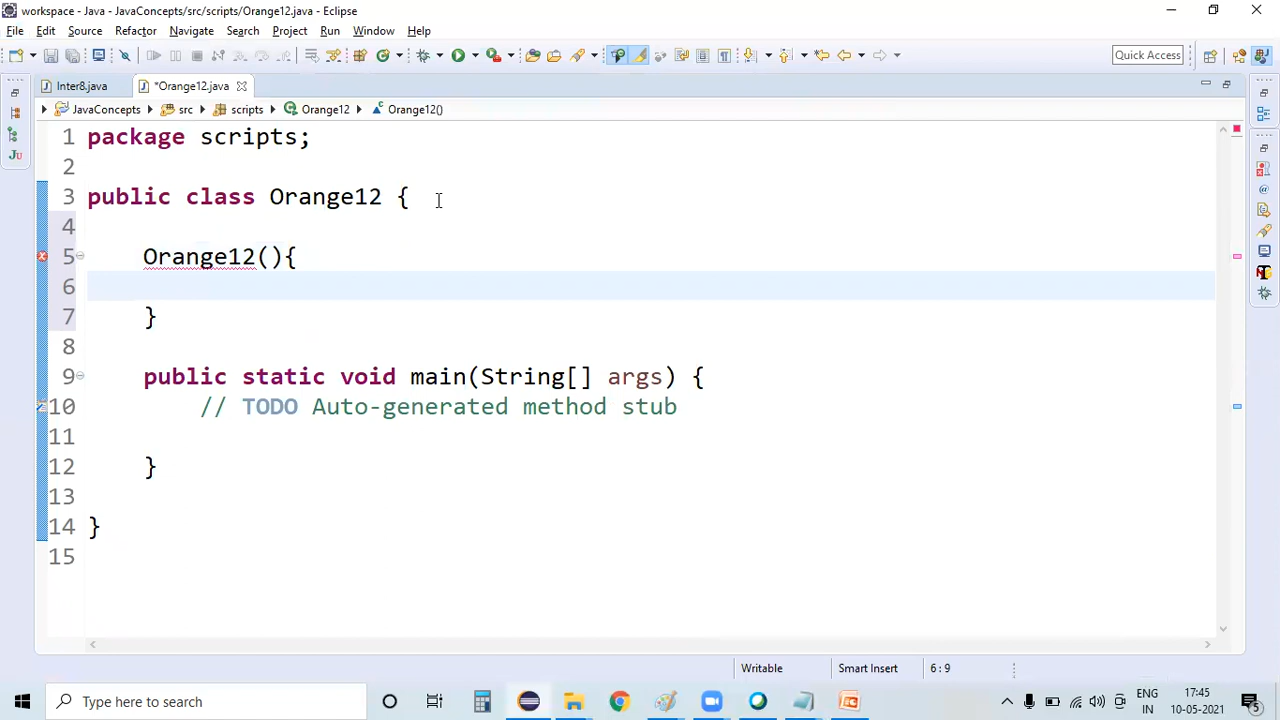 workspace - Java - JavaConcepts/src/scripts/Orange12.java - Eclipse
File Edit Source Refactor Navigate Search Project Run Window Help
Quick Access
Inter8.java *Orange12.java
JavaConcepts src scripts Orange12 Orange12()
1 package scripts;
2
3 public class Orange12 {
4
5 Orange12(){
6
7 }
8
9 public static void main(String[] args) {
10 // TODO Auto-generated method stub
11
12 }
13
14 }
15
Writable Smart Insert 6 : 9
Type here to search
ENG
IN
17:45
10-05-2021
5